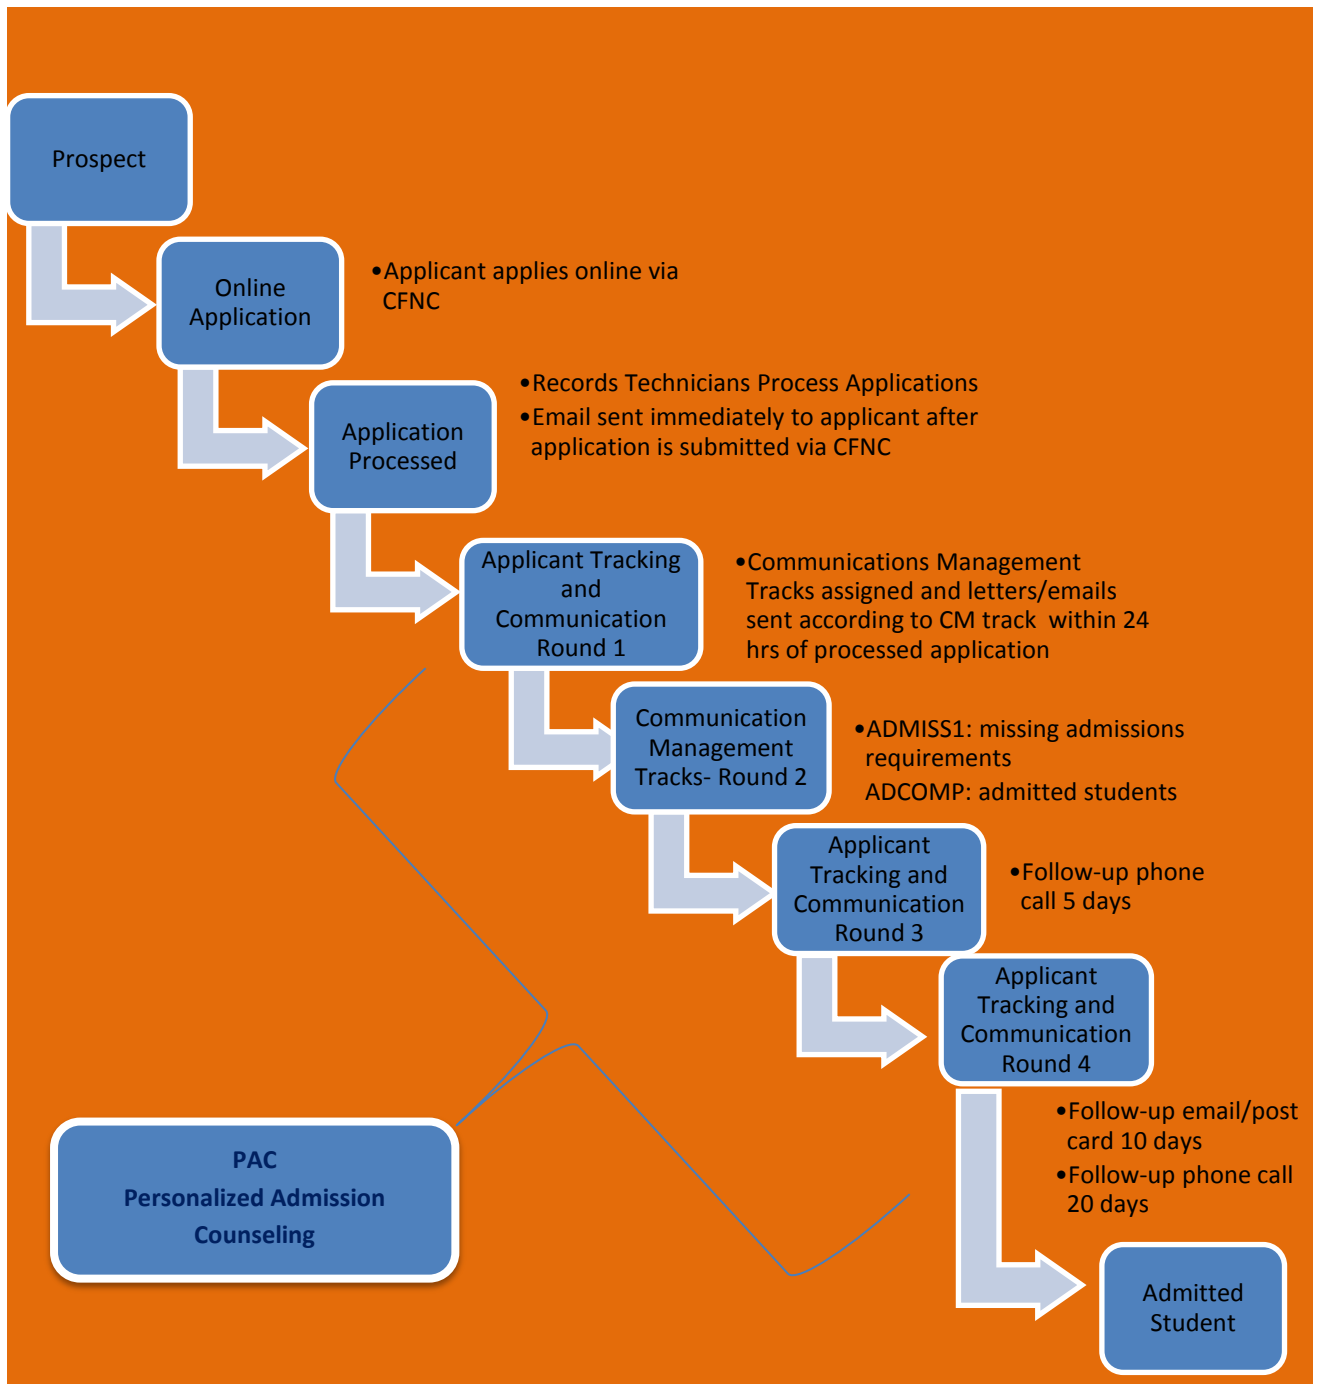 Prospect
Online
Application
•Applicant applies online via
CFNC
Application
Processed
•Records Technicians Process Applications
•Email sent immediately to applicant after
application is submitted via CFNC
Applicant Tracking
and
Communication
Round 1
•Communications Management
Tracks assigned and letters/emails
sent according to CM track within 24
hrs of processed application
Communication
Management
Tracks- Round 2
•ADMISS1: missing admissions
requirements
ADCOMP: admitted students
Applicant
Tracking and
Communication
Round 3
•Follow-up phone
call 5 days
Applicant
Tracking and
Communication
Round 4
•Follow-up email/post
card 10 days
•Follow-up phone call
20 days
PAC
Personalized Admission
Counseling
Admitted
Student